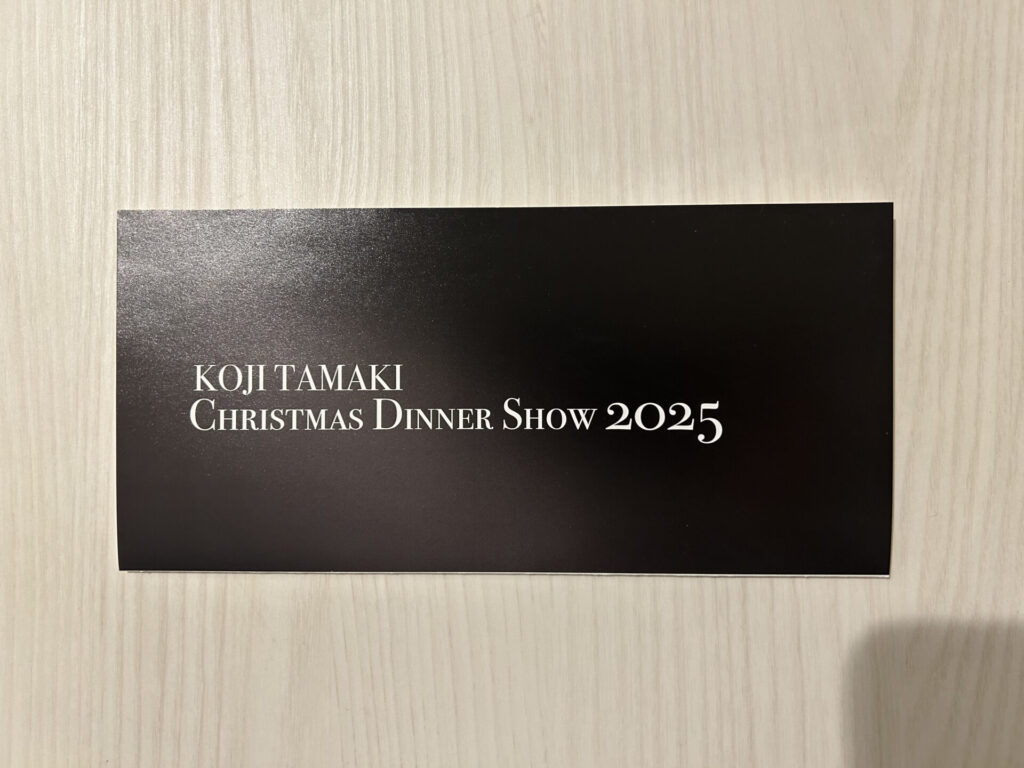 KOJI TAMAKI
CHRISTMAS DINNER SHOW 2025